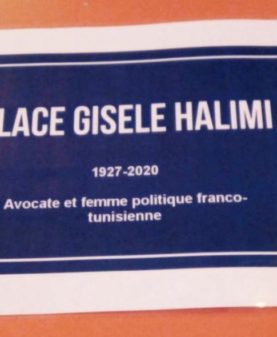 LACE GISELE HALIMI
1927-2020
Avocate et femme politique franco-
tunisienne